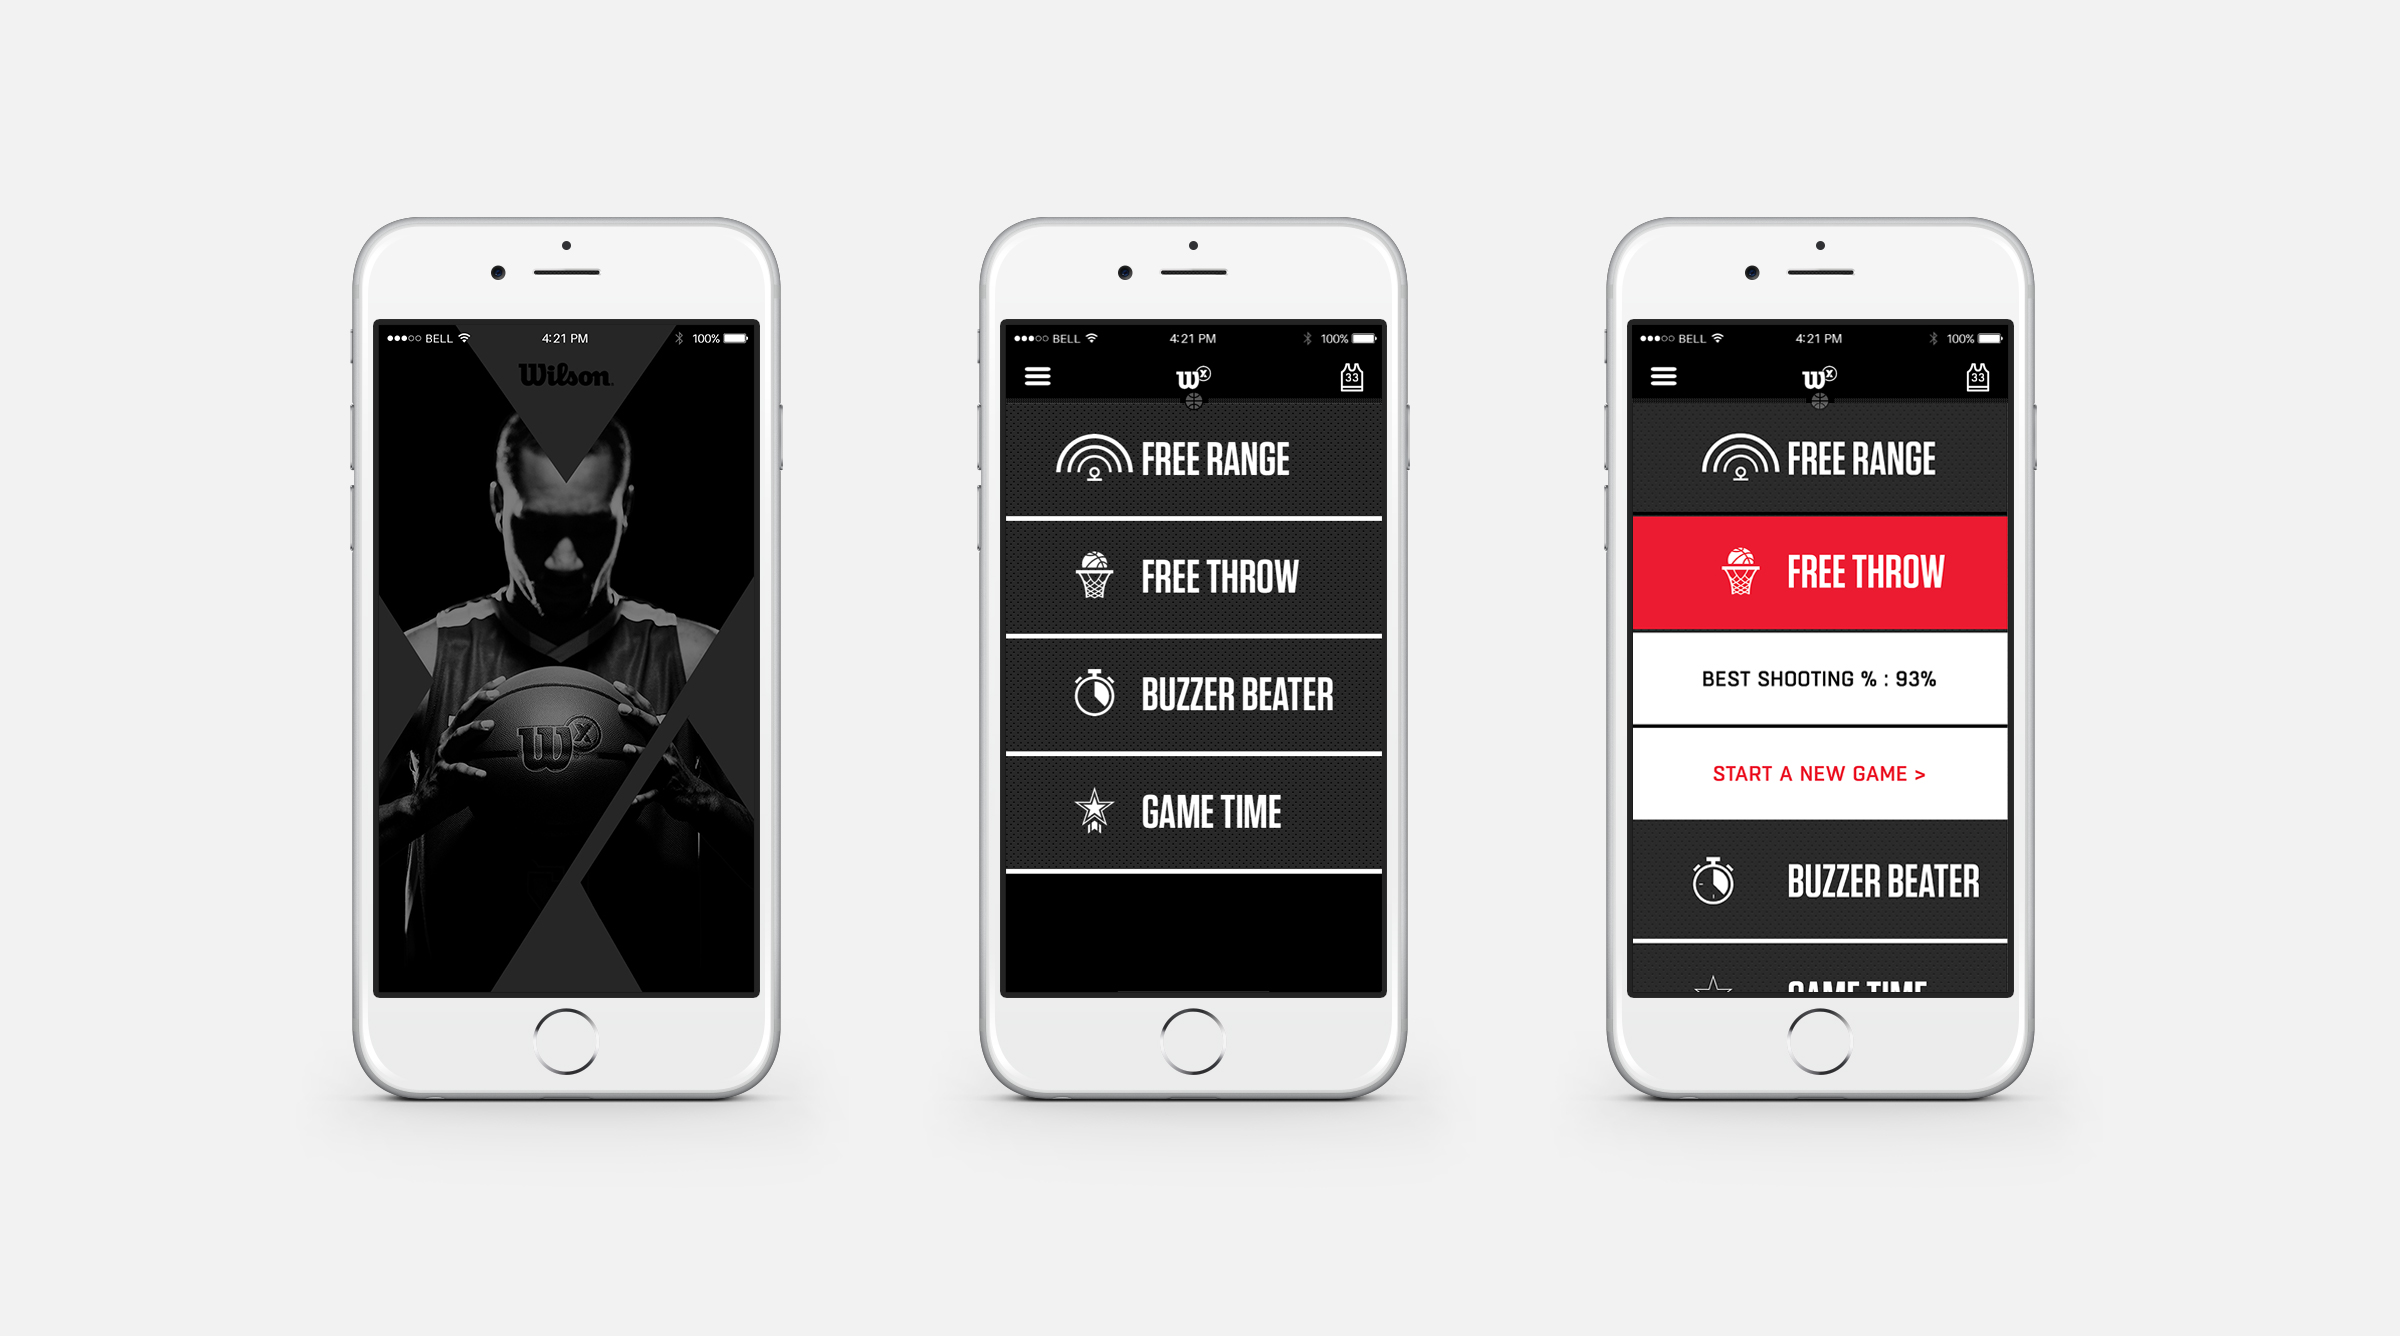 BELL 4:21 PM 100%
Wilson
W X
BELL 4:21 PM 100%
W X 33
FREE RANGE
FREE THROW
BUZZER BEATER
GAME TIME
BELL 4:21 PM 100%
W X 33
FREE RANGE
FREE THROW
BEST SHOOTING % : 93%
START A NEW GAME >
BUZZER BEATER
GAME TIME